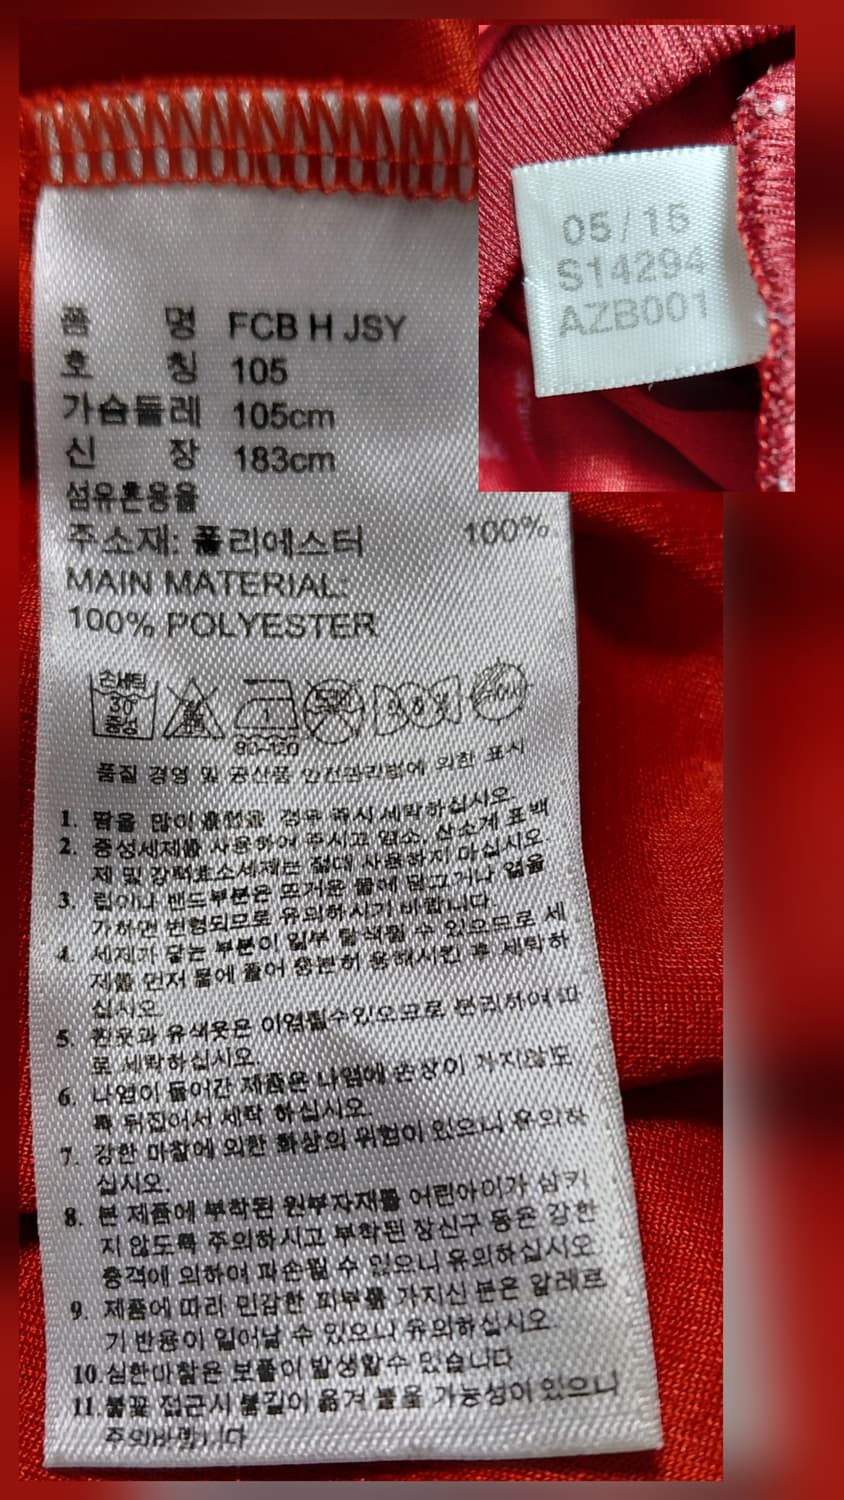 품 명 FCB H JSY
호 칭 105
가슴둘레 105cm
신 장 183cm
섬유혼용율
주소재: 폴리에스터 100%
MAIN MATERIAL:
100% POLYESTER
손세탁
30
중성
80-120
품질 경영 및 공산품 안전관리법에 의한 표시
1. 땀을 많이 흘렸을 경우 즉시 세탁하십시오.
2. 중성세제를 사용하여 주시고 염소, 산소계 표백
제 및 강력효소세제는 절대 사용하지 마십시오
3. 립이나 밴드부분은 뜨거운 물에 담그거나 열을
가하면 변형되므로 유의하시기 바랍니다.
4. 세제가 닿는 부분이 일부 탈색될 수 있으므로 세
제를 먼저 물에 풀어 충분히 용해시킨 후 세탁하
십시오.
5. 흰옷과 유색옷은 이염될수있으므로 분리하여 따
로 세탁하십시오.
6. 나염이 들어간 제품은 나염에 손상이 가지않도
록 뒤집어서 세탁 하십시오.
7. 강한 마찰에 의한 화상의 위험이 있으니 유의하
십시오.
8. 본 제품에 부착된 원부자재를 어린아이가 삼키
지 않도록 주의하시고 부착된 장신구 등은 강한
충격에 의하여 파손될 수 있으니 유의하십시오
9. 제품에 따라 민감한 피부를 가지신 분은 알레르
기 반응이 일어날 수 있으니 유의하십시오.
10.심한마찰은 보풀이 발생할수 있습니다
11.불꽃 접근시 불길이 옮겨 붙을 가능성이 있으니
주의바랍니다
05/15
S14294
AZB001